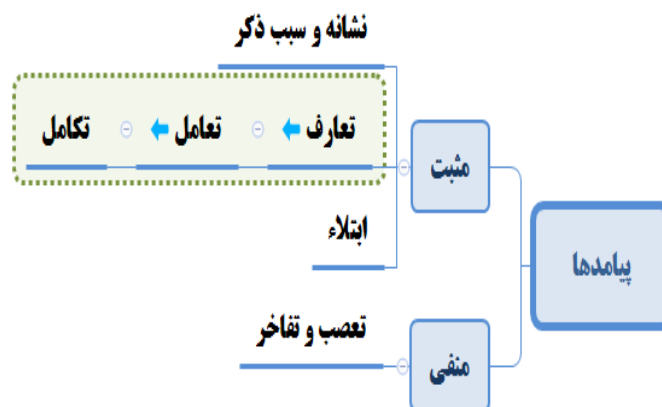 پیامدها
مثبت
نشانه و سبب ذکر
تعارف تعامل تکامل
ابتلاء
منفی
تعصب و تفاخر